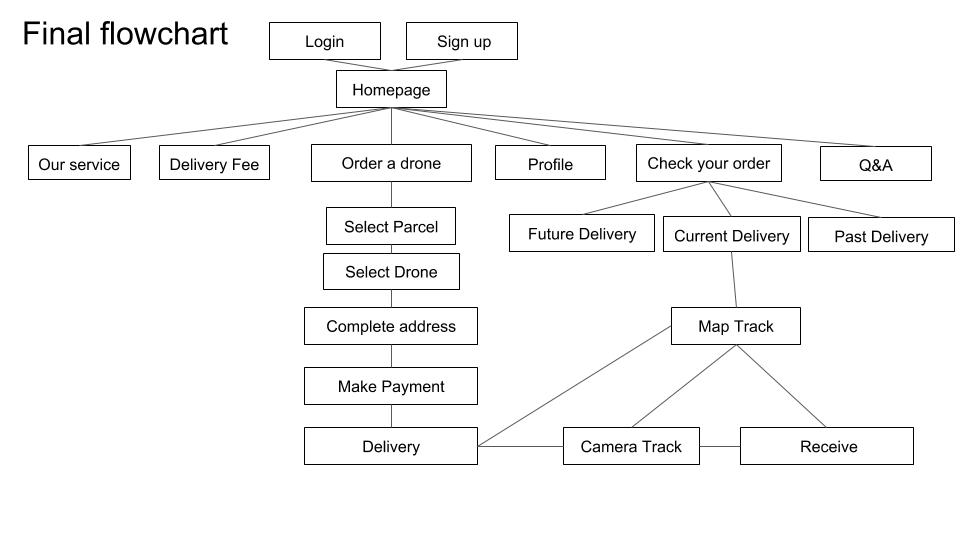 Final flowchart
Login
Sign up
Homepage
Our service
Delivery Fee
Order a drone
Profile
Check your order
Q&A
Select Parcel
Future Delivery
Current Delivery
Past Delivery
Select Drone
Complete address
Map Track
Make Payment
Delivery
Camera Track
Receive